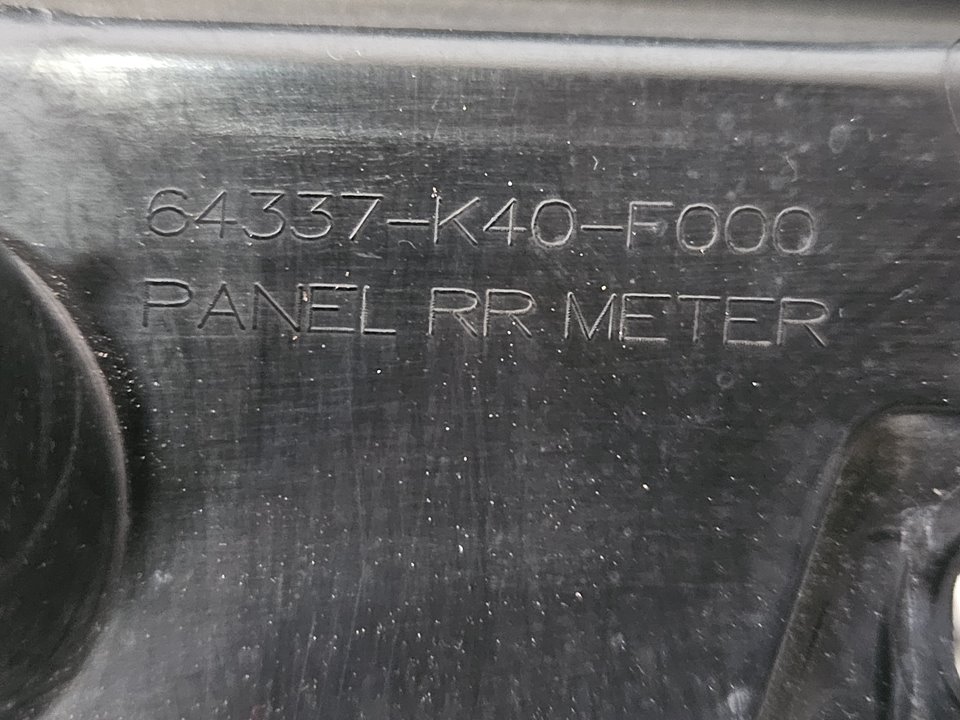 64337-K40-F000
PANEL RR METER